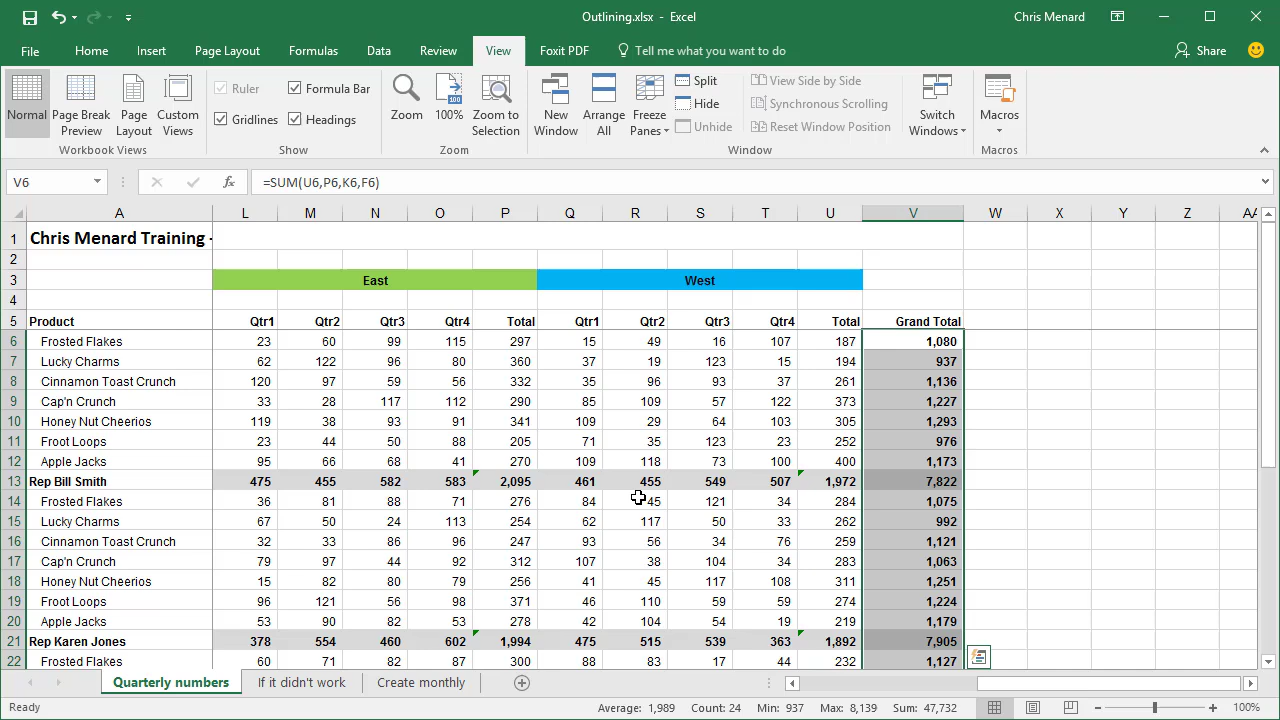 Outlining.xlsx - Excel
Chris Menard
File Home Insert Page Layout Formulas Data Review View Foxit PDF Tell me what you want to do Share
Normal
Page Break Preview
Page Layout
Custom Views
Workbook Views
Ruler Formula Bar
Gridlines Headings
Show
Zoom
100
100%
Zoom to Selection
Zoom
New Window
Arrange All
Freeze Panes
Split
Hide
Unhide
View Side by Side
Synchronous Scrolling
Reset Window Position
Window
Switch Windows
Macros
Macros
V6 fx =SUM(U6,P6,K6,F6)
A L M N O P Q R S T U V W X Y Z AA
1 Chris Menard Training -
2
3 East West
4
5 Product Qtr1 Qtr2 Qtr3 Qtr4 Total Qtr1 Qtr2 Qtr3 Qtr4 Total Grand Total
6 Frosted Flakes 23 60 99 115 297 15 49 16 107 187 1,080
7 Lucky Charms 62 122 96 80 360 37 19 123 15 194 937
8 Cinnamon Toast Crunch 120 97 59 56 332 35 96 93 37 261 1,136
9 Cap'n Crunch 33 28 117 112 290 85 109 57 122 373 1,227
10 Honey Nut Cheerios 119 38 93 91 341 109 29 64 103 305 1,293
11 Froot Loops 23 44 50 88 205 71 35 123 23 252 976
12 Apple Jacks 95 66 68 41 270 109 118 73 100 400 1,173
13 Rep Bill Smith 475 455 582 583 2,095 461 455 549 507 1,972 7,822
14 Frosted Flakes 36 81 88 71 276 84 45 121 34 284 1,075
15 Lucky Charms 67 50 24 113 254 62 117 50 33 262 992
16 Cinnamon Toast Crunch 32 33 86 96 247 93 56 34 76 259 1,121
17 Cap'n Crunch 79 97 44 92 312 107 38 104 34 283 1,063
18 Honey Nut Cheerios 15 82 80 79 256 41 45 117 108 311 1,251
19 Froot Loops 96 121 56 98 371 46 110 59 59 274 1,224
20 Apple Jacks 53 90 82 53 278 42 104 54 19 219 1,179
21 Rep Karen Jones 378 554 460 602 1,994 475 515 539 363 1,892 7,905
22 Frosted Flakes 60 71 82 87 300 88 83 17 44 232 1,127
Quarterly numbers If it didn't work Create monthly
Ready Average: 1,989 Count: 24 Min: 937 Max: 8,139 Sum: 47,732 100%